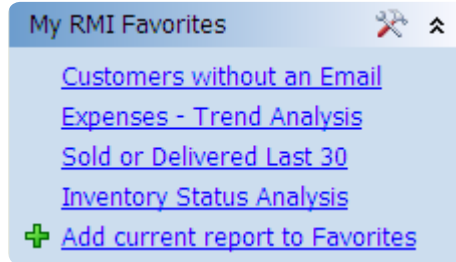 My RMI Favorites
Customers without an Email
Expenses - Trend Analysis
Sold or Delivered Last 30
Inventory Status Analysis
Add current report to Favorites